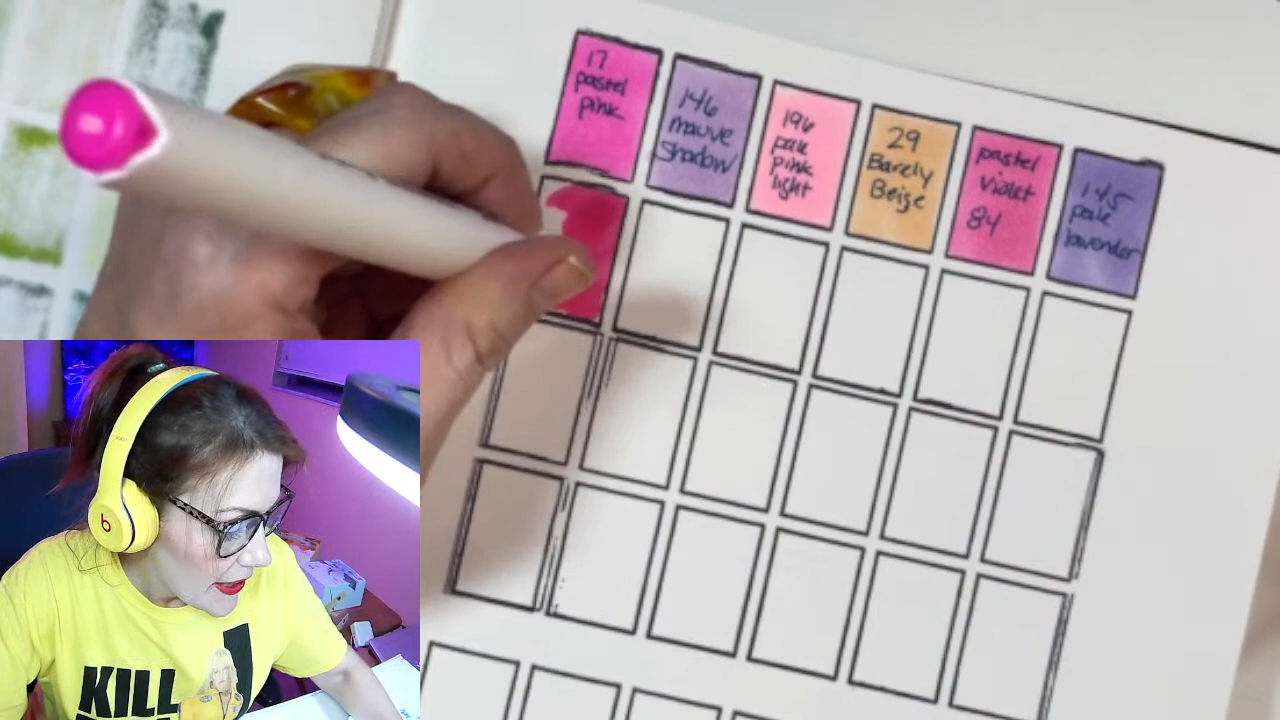 17
pastel
pink
146
mauve
Shadow
196
pale
pink
light
29
Barely
Beige
pastel
violet
84
145
pale
lavender
b
KILL